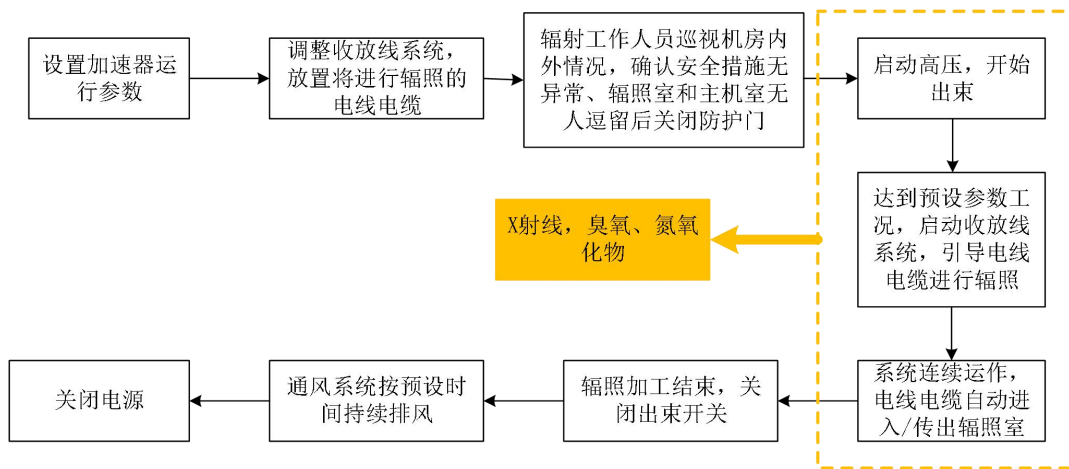 设置加速器运
行参数
调整收放线系统，
放置将进行辐照的
电线电缆
辐射工作人员巡视机房内
外情况，确认安全措施无
异常、辐照室和主机室无
人逗留后关闭防护门
启动高压，开始
出束
达到预设参数工
况，启动收放线
系统，引导电线
电缆进行辐照
X射线，臭氧、氮氧
化物
系统连续运作，
电线电缆自动进
入/传出辐照室
辐照加工结束，关
闭出束开关
通风系统按预设时
间持续排风
关闭电源